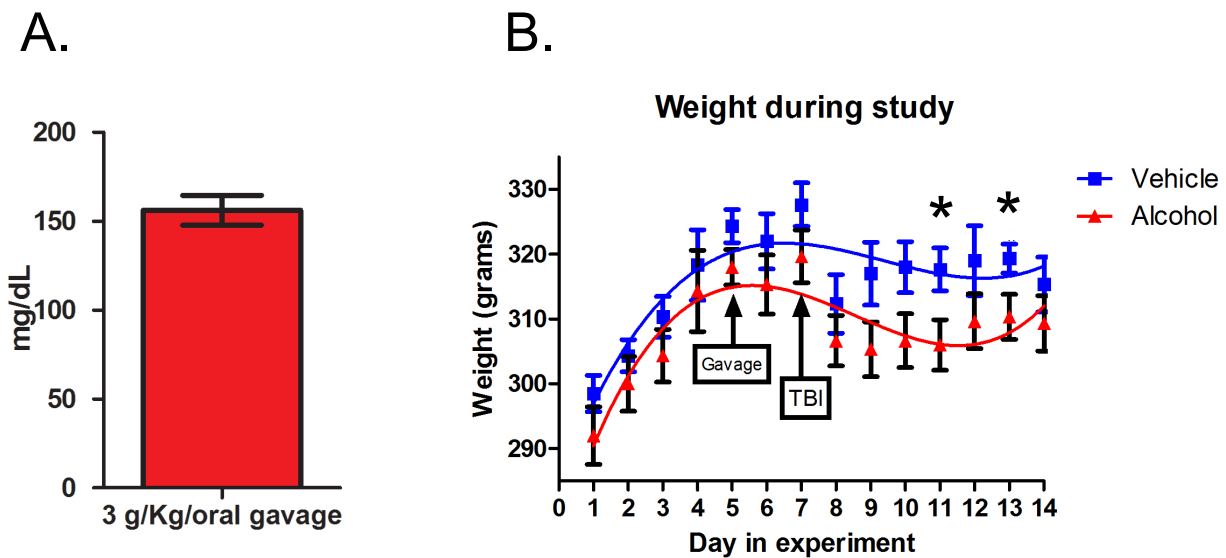 A.
200
150
100
50
0
mg/dL
3 g/Kg/oral gavage
B.
Weight during study
330
320
310
300
290
Weight (grams)
Gavage
TBI
* *
0 1 2 3 4 5 6 7 8 9 10 11 12 13 14
Day in experiment
Vehicle
Alcohol